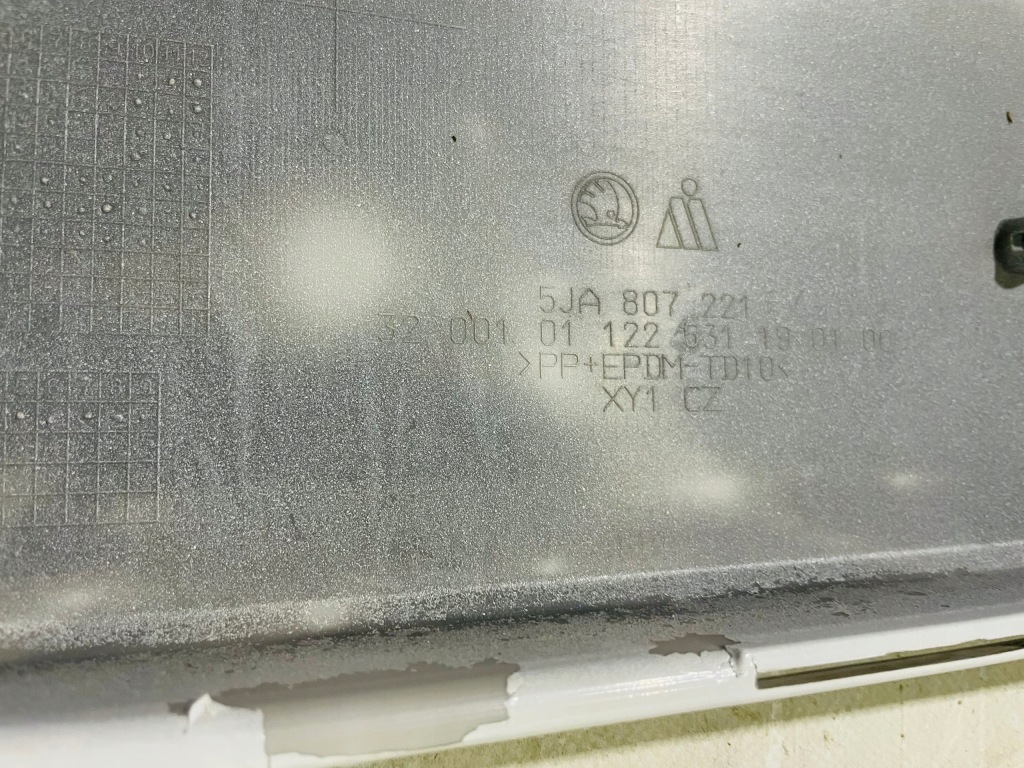 5JA 807 221
32 001 01 122 631 19 01 00
>PP+EPDM-TD10<
XY1 CZ